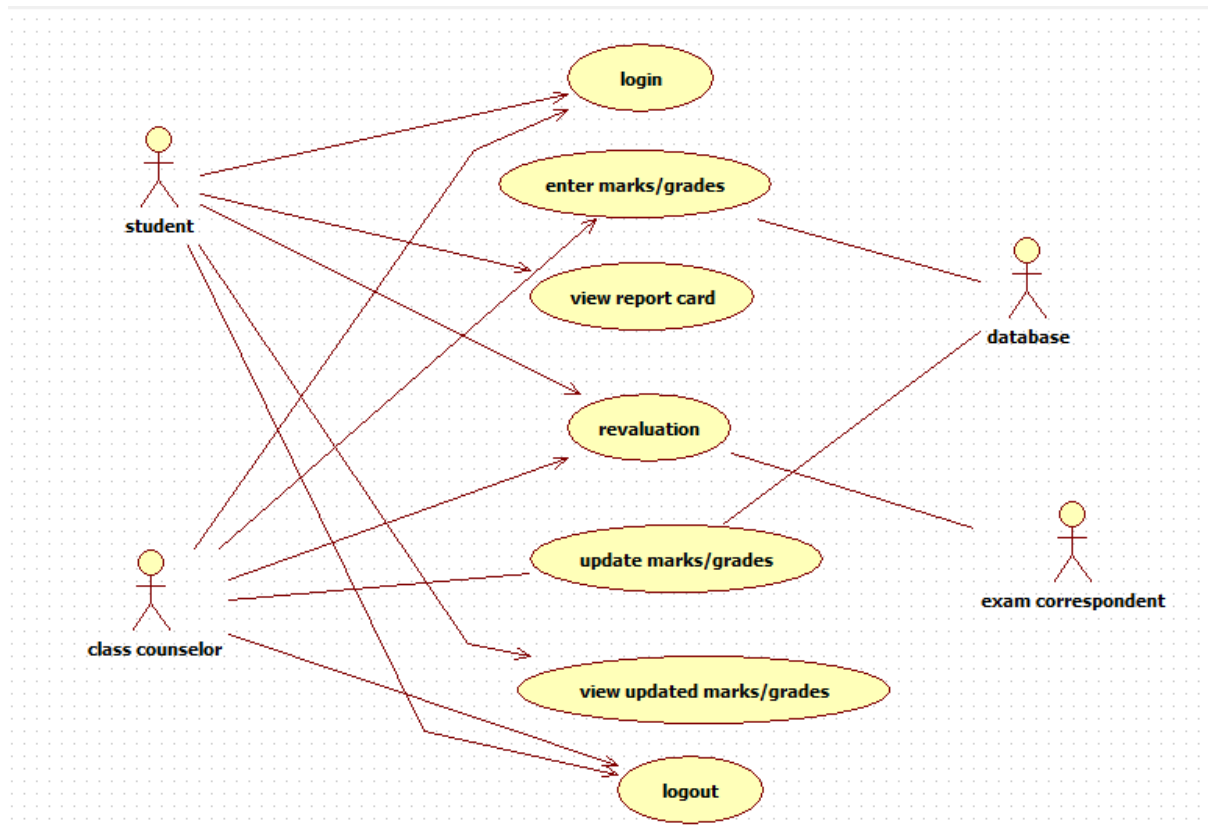 login
enter marks/grades
student
view report card
database
revaluation
update marks/grades
exam correspondent
class counselor
view updated marks/grades
logout